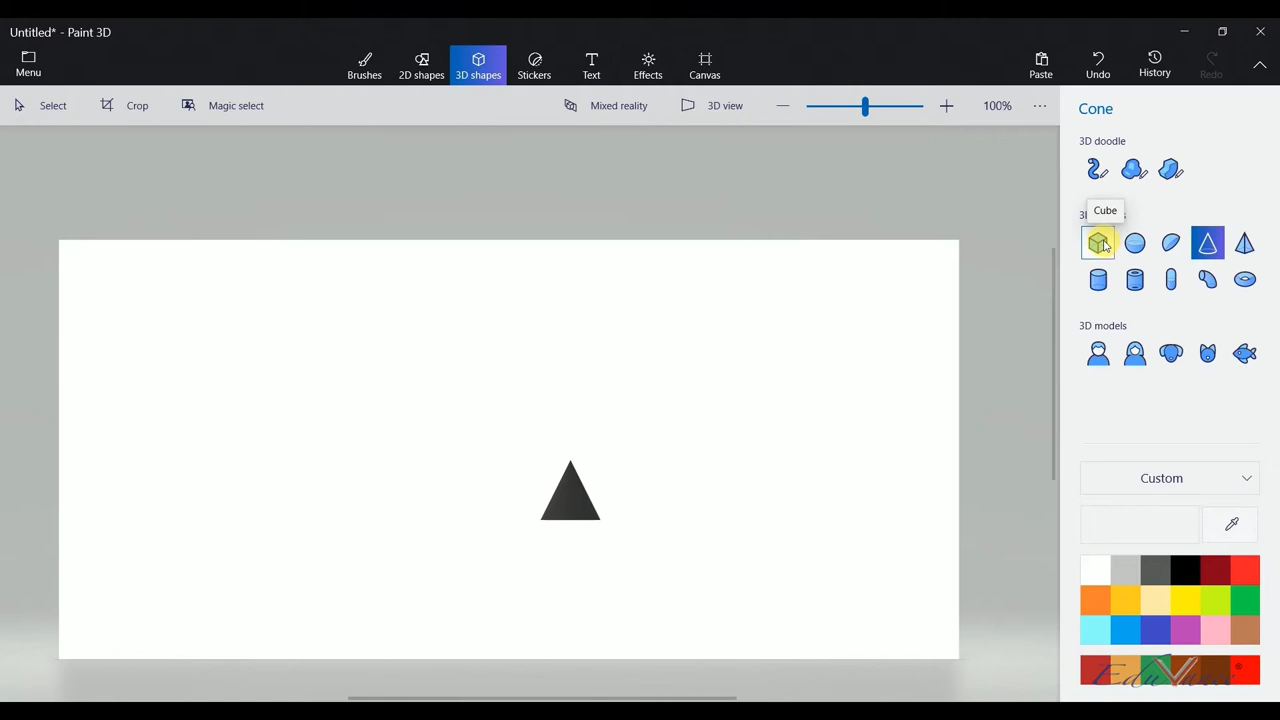 Untitled* - Paint 3D
Menu
Brushes
2D shapes
3D shapes
Stickers
Text
Effects
Canvas
Paste
Undo
History
Redo
Select
Crop
Magic select
Mixed reality
3D view
100%
Cone
3D doodle
Cube
3D models
Custom